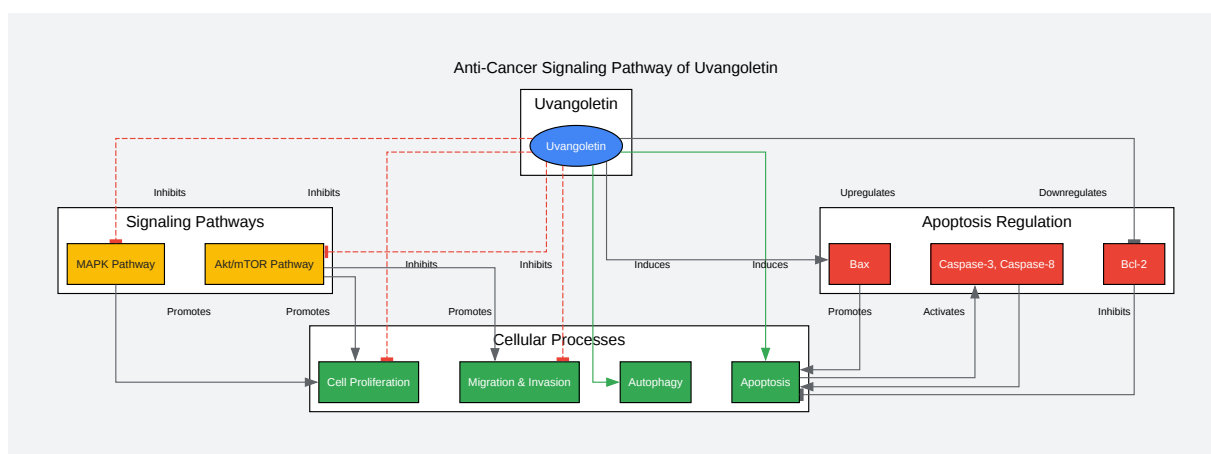 Anti-Cancer Signaling Pathway of Uvangoletin
Uvangoletin
Uvangoletin
Inhibits
Inhibits
Upregulates
Downregulates
Signaling Pathways
Apoptosis Regulation
MAPK Pathway
Akt/mTOR Pathway
Inhibits
Inhibits
Induces
Induces
Bax
Caspase-3, Caspase-8
Bcl-2
Promotes
Promotes
Promotes
Promotes
Activates
Inhibits
Cellular Processes
Cell Proliferation
Migration & Invasion
Autophagy
Apoptosis